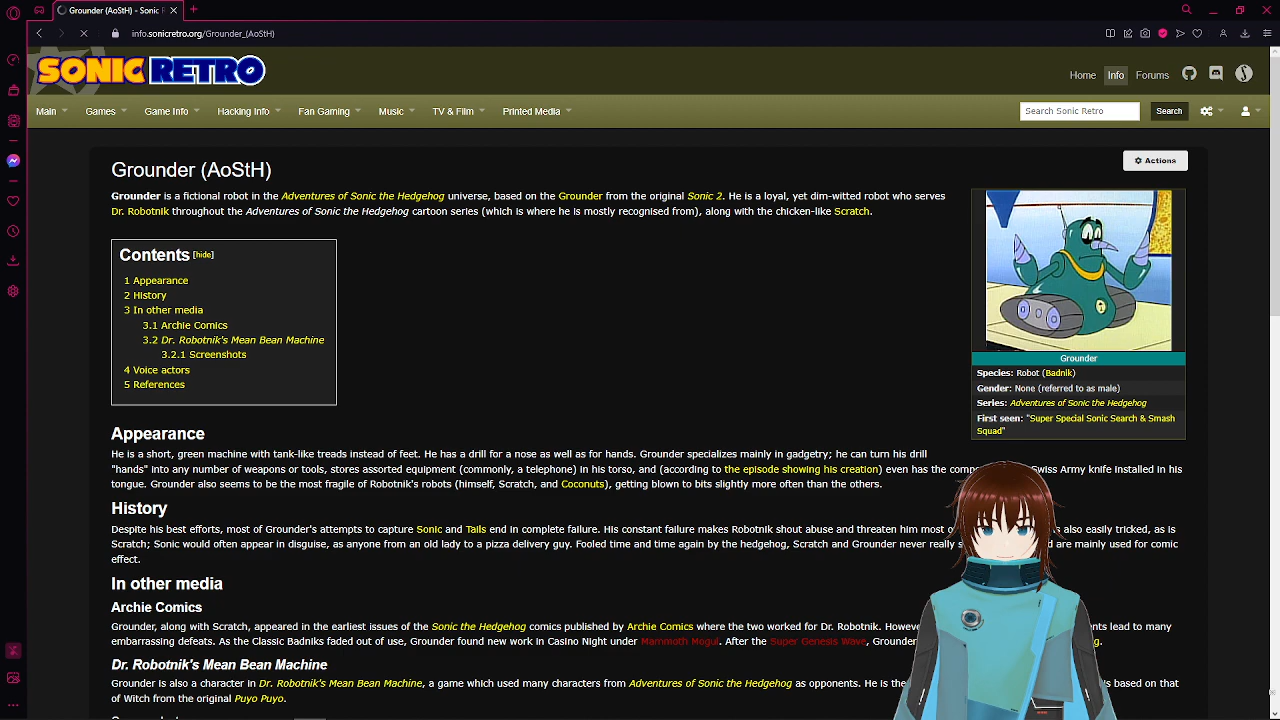 Grounder (AoStH) - Sonic R
info.sonicretro.org/Grounder_(AoStH)
SONIC RETRO
Home Info Forums
Main Games Game Info Hacking Info Fan Gaming Music TV & Film Printed Media
Search Sonic Retro Search
Grounder (AoStH)
Actions
Grounder is a fictional robot in the Adventures of Sonic the Hedgehog universe, based on the Grounder from the original Sonic 2. He is a loyal, yet dim-witted robot who serves
Dr. Robotnik throughout the Adventures of Sonic the Hedgehog cartoon series (which is where he is mostly recognised from), along with the chicken-like Scratch.
Contents [hide]
1 Appearance
2 History
3 In other media
3.1 Archie Comics
3.2 Dr. Robotnik's Mean Bean Machine
3.2.1 Screenshots
4 Voice actors
5 References
Grounder
Species: Robot (Badnik)
Gender: None (referred to as male)
Series: Adventures of Sonic the Hedgehog
First seen: "Super Special Sonic Search & Smash
Squad"
Appearance
He is a short, green machine with tank-like treads instead of feet. He has a drill for a nose as well as for hands. Grounder specializes mainly in gadgetry; he can turn his drill
"hands" into any number of weapons or tools, stores assorted equipment (commonly, a telephone) in his torso, and (according to the episode showing his creation) even has the Swiss Army knife installed in his
tongue. Grounder also seems to be the most fragile of Robotnik's robots (himself, Scratch, and Coconuts), getting blown to bits slightly more often than the others.
History
Despite his best efforts, most of Grounder's attempts to capture Sonic and Tails end in complete failure. His constant failure makes Robotnik shout abuse and threaten him most also easily tricked, as is
Scratch; Sonic would often appear in disguise, as anyone from an old lady to a pizza delivery guy. Fooled time and time again by the hedgehog, Scratch and Grounder never really are mainly used for comic
effect.
In other media
Archie Comics
Grounder, along with Scratch, appeared in the earliest issues of the Sonic the Hedgehog comics published by Archie Comics where the two worked for Dr. Robotnik. lead to many
embarrassing defeats. As the Classic Badniks faded out of use, Grounder found new work in Casino Night under Mammoth Mogul. After the Super Genesis Wave,
Dr. Robotnik's Mean Bean Machine
Grounder is also a character in Dr. Robotnik's Mean Bean Machine, a game which used many characters from Adventures of Sonic the Hedgehog as opponents. He is the is based on that
of Witch from the original Puyo Puyo.